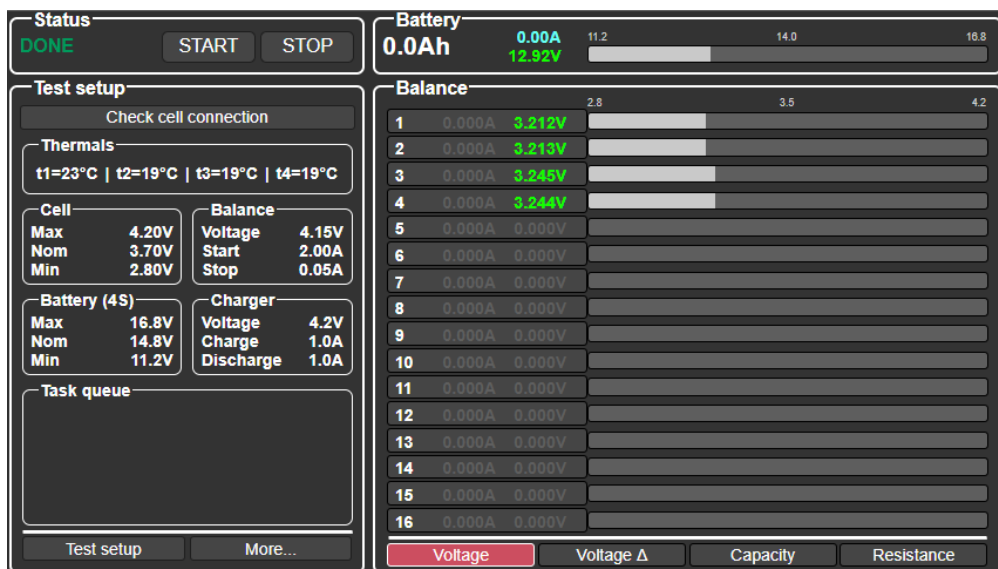 Status
DONE START STOP
Test setup
Check cell connection
Thermals
t1=23°C | t2=19°C | t3=19°C | t4=19°C
Cell
Max 4.20V
Nom 3.70V
Min 2.80V
Balance
Voltage 4.15V
Start 2.00A
Stop 0.05A
Battery (4S)
Max 16.8V
Nom 14.8V
Min 11.2V
Charger
Voltage 4.2V
Charge 1.0A
Discharge 1.0A
Task queue
Test setup More...
Battery
0.0Ah 0.00A
12.92V
11.2 14.0 16.8
Balance
2.8 3.5 4.2
1 0.000A 3.212V
2 0.000A 3.213V
3 0.000A 3.245V
4 0.000A 3.244V
5 0.000A 0.000V
6 0.000A 0.000V
7 0.000A 0.000V
8 0.000A 0.000V
9 0.000A 0.000V
10 0.000A 0.000V
11 0.000A 0.000V
12 0.000A 0.000V
13 0.000A 0.000V
14 0.000A 0.000V
15 0.000A 0.000V
16 0.000A 0.000V
Voltage Voltage Δ Capacity Resistance